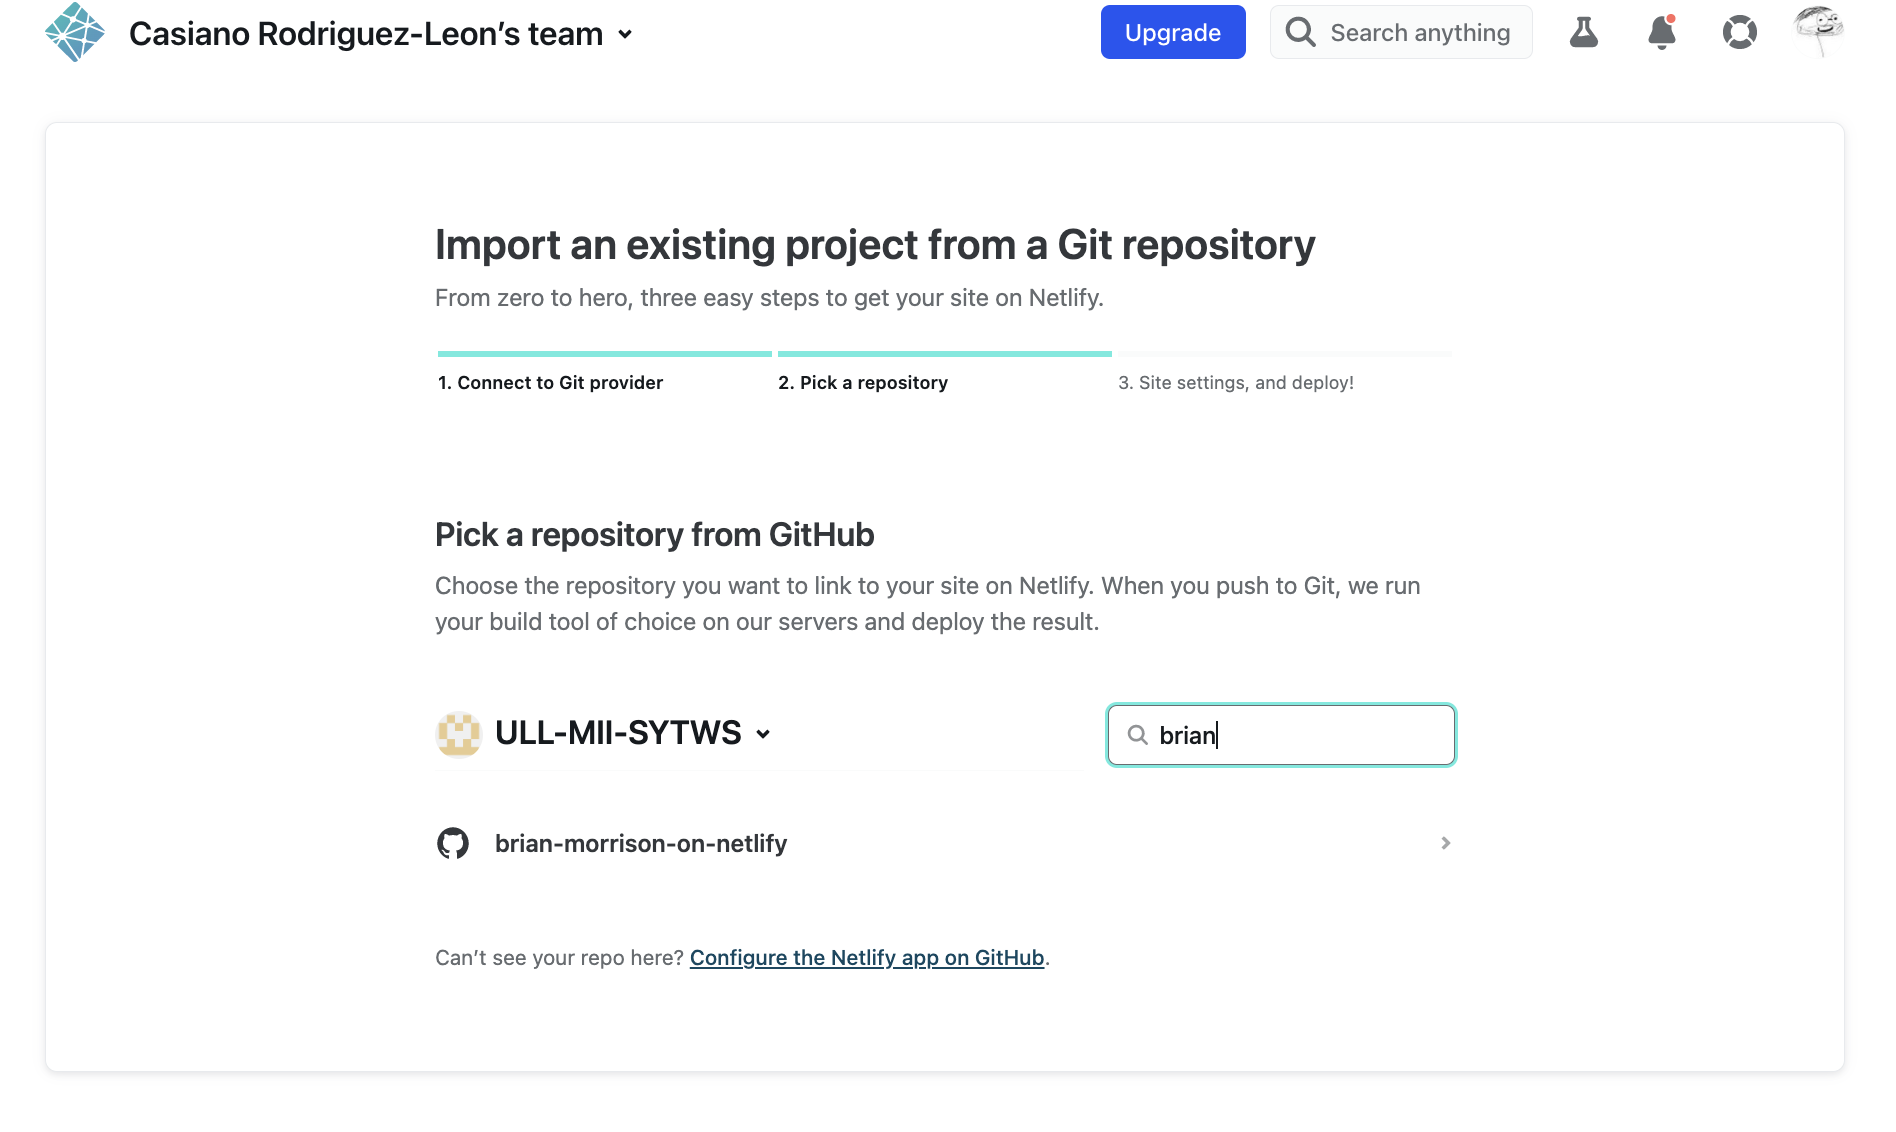 Casiano Rodriguez-Leon’s team
Upgrade
Search anything
Import an existing project from a Git repository
From zero to hero, three easy steps to get your site on Netlify.
1. Connect to Git provider
2. Pick a repository
3. Site settings, and deploy!
Pick a repository from GitHub
Choose the repository you want to link to your site on Netlify. When you push to Git, we run
your build tool of choice on our servers and deploy the result.
ULL-MII-SYTWS
brian
brian-morrison-on-netlify
Can’t see your repo here? Configure the Netlify app on GitHub.